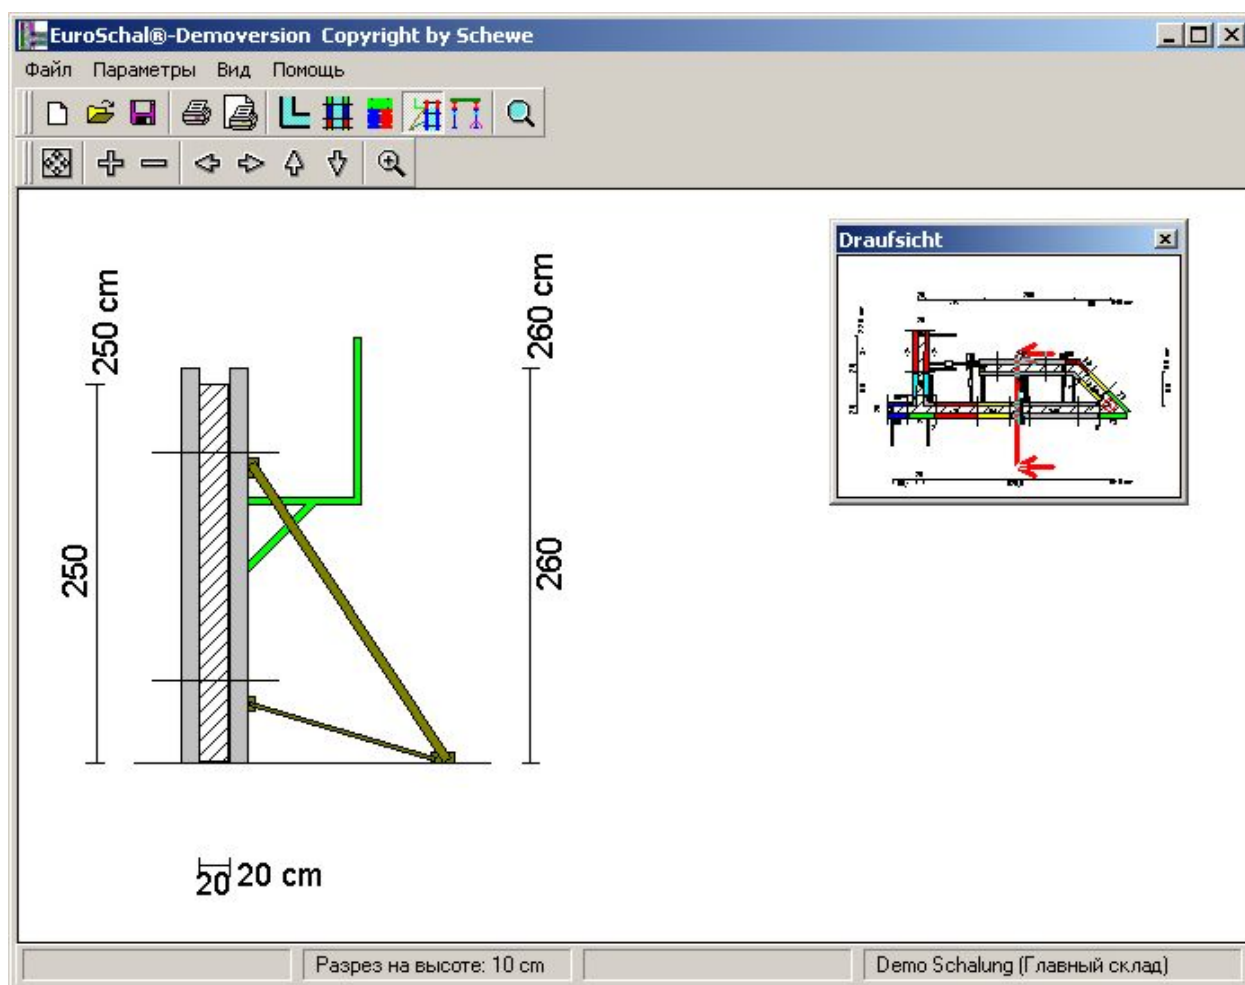 EuroSchal®-Demoversion Copyright by Schewe
Файл Параметры Вид Помощь
Draufsicht
250 cm
260 cm
250
260
20 20 cm
Разрез на высоте: 10 cm
Demo Schalung (Главный склад)